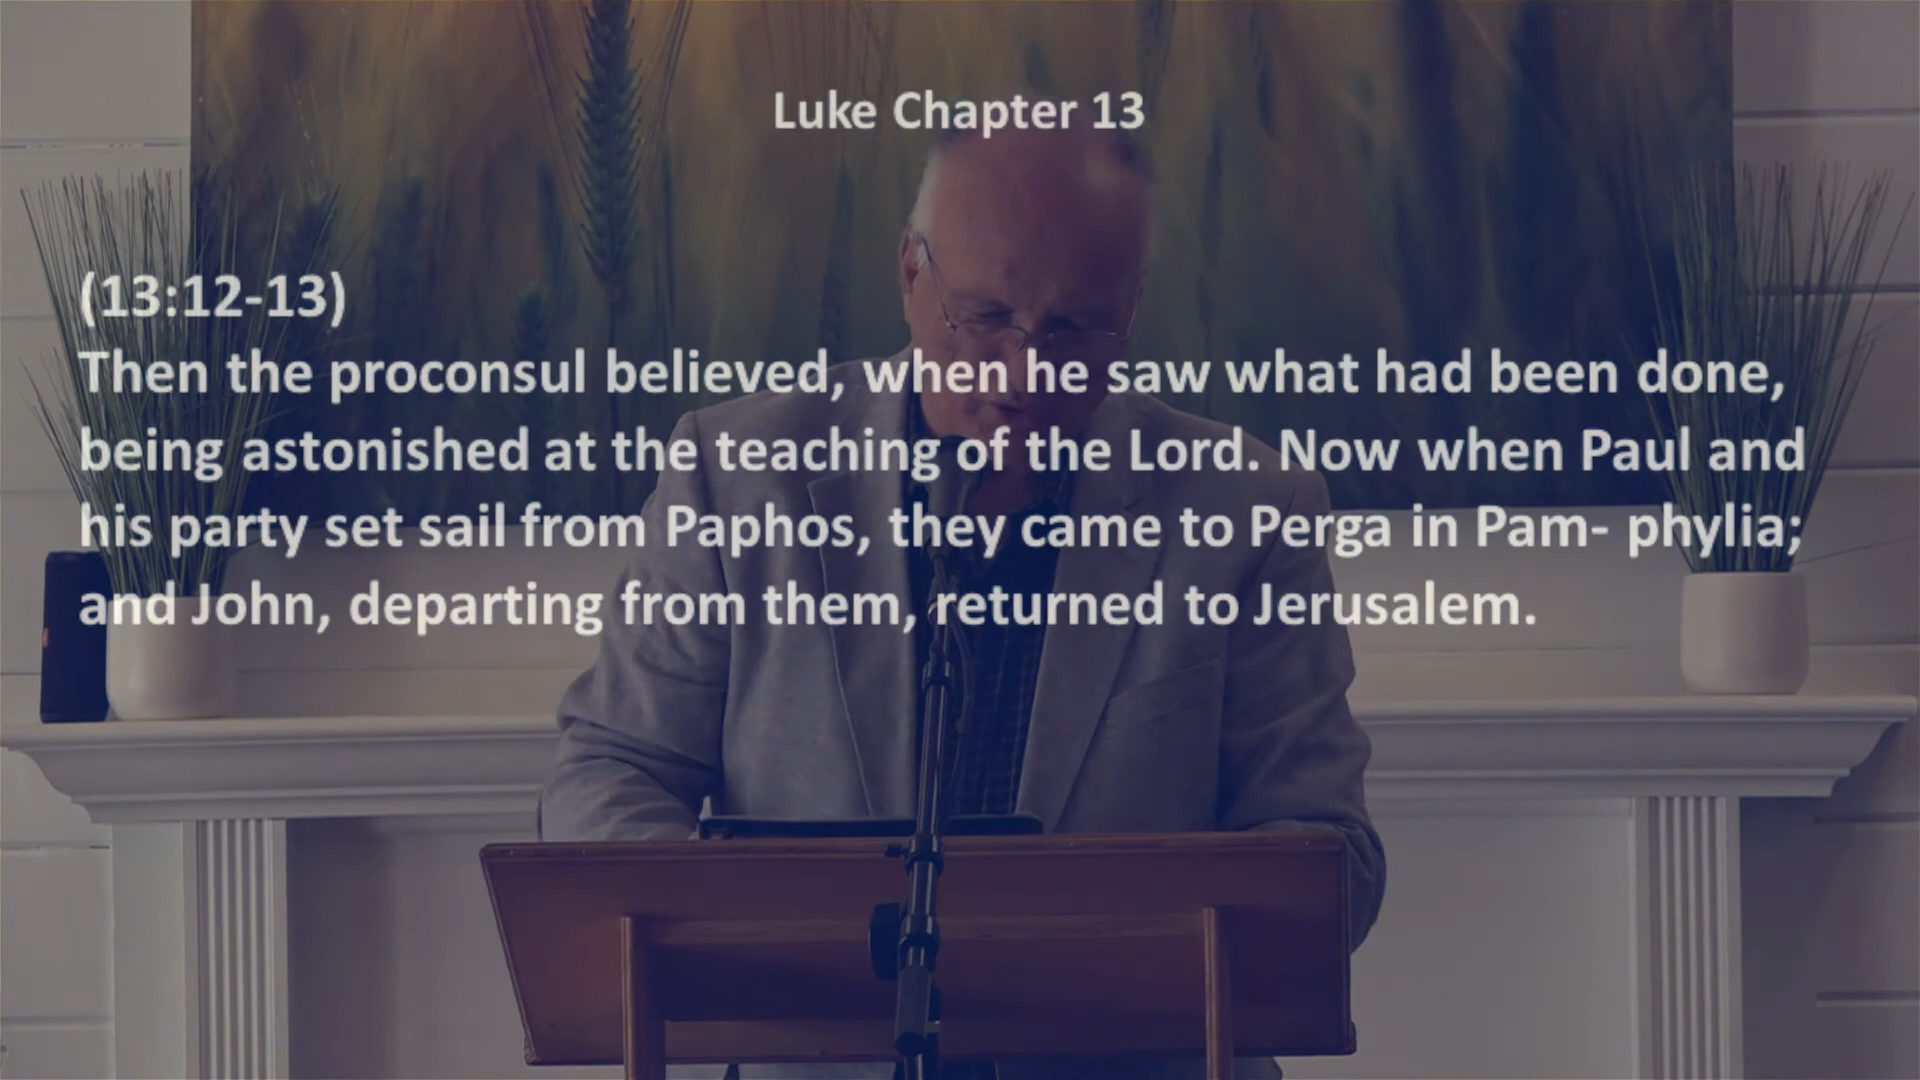 Luke Chapter 13
(13:12-13)
Then the proconsul believed, when he saw what had been done,
being astonished at the teaching of the Lord. Now when Paul and
his party set sail from Paphos, they came to Perga in Pam- phylia;
and John, departing from them, returned to Jerusalem.